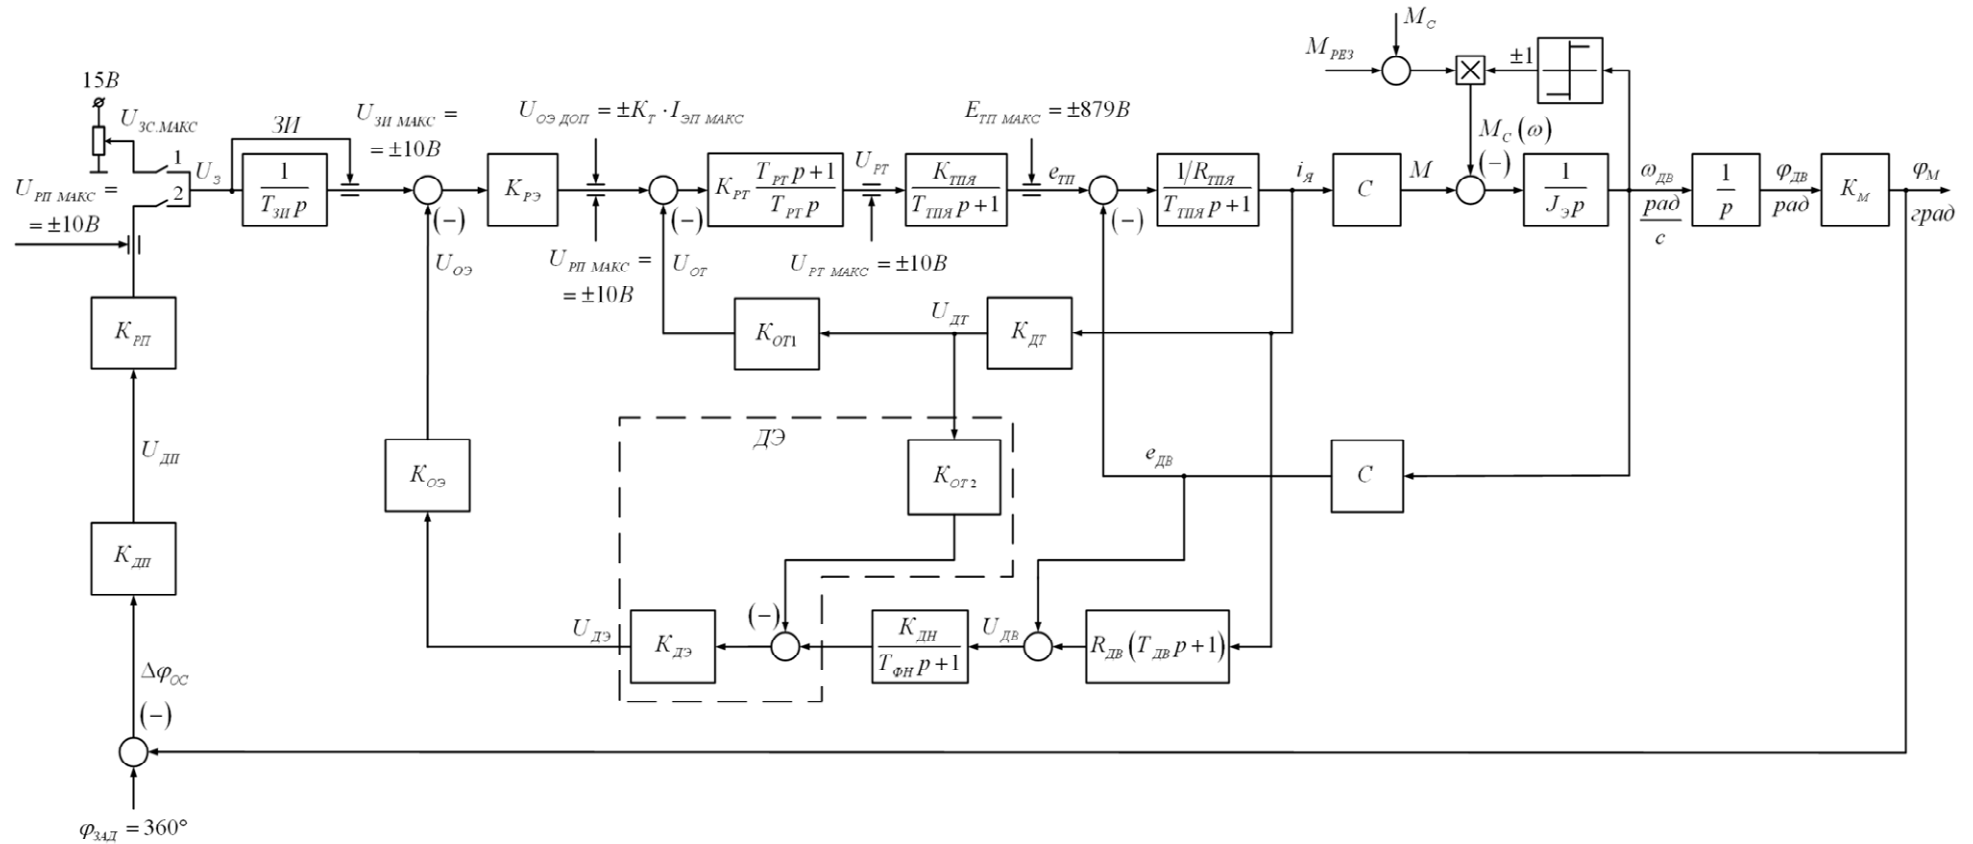 M_C
M_РЕЗ
±1
15В
U_ЗС.МАКС
ЗИ
U_ЗИ МАКС =
= ±10В
U_ОЭ ДОП = ±K_T · I_ЭП МАКС
E_ТП МАКС = ±879В
M_C (ω)
(−)
1
2
U_З
U_РП МАКС =
= ±10В
1 / T_ЗИ p
(−)
U_ОЭ
K_РЭ
U_РП МАКС =
= ±10В
(−)
U_ОТ
K_РТ (T_РТ p + 1) / (T_РТ p)
U_РТ
U_РТ МАКС = ±10В
K_ТПЯ / (T_ТПЯ p + 1)
e_ТП
(−)
1/R_ТПЯ / (T_ТПЯ p + 1)
i_Я
C
M
1 / J_Э p
ω_ДВ
рад / с
1 / p
φ_ДВ
рад
K_М
φ_М
град
K_РП
K_ОТ1
U_ДТ
K_ДТ
U_ДП
ДЭ
K_ОЭ
K_ОТ2
e_ДВ
C
K_ДП
U_ДЭ
K_ДЭ
(−)
K_ДН / (T_ФН p + 1)
U_ДВ
R_ДВ (T_ДВ p + 1)
Δφ_ОС
(−)
φ_ЗАД = 360°